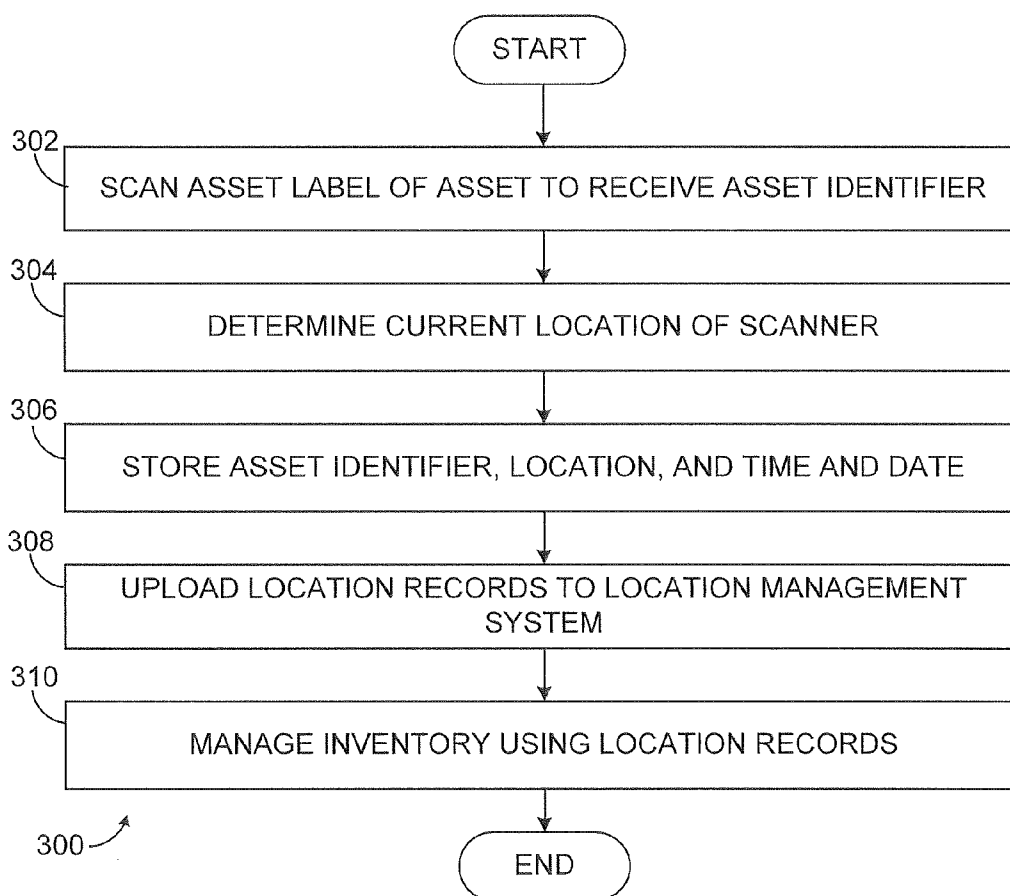 START
302
SCAN ASSET LABEL OF ASSET TO RECEIVE ASSET IDENTIFIER
304
DETERMINE CURRENT LOCATION OF SCANNER
306
STORE ASSET IDENTIFIER, LOCATION, AND TIME AND DATE
308
UPLOAD LOCATION RECORDS TO LOCATION MANAGEMENT
SYSTEM
310
MANAGE INVENTORY USING LOCATION RECORDS
300
END